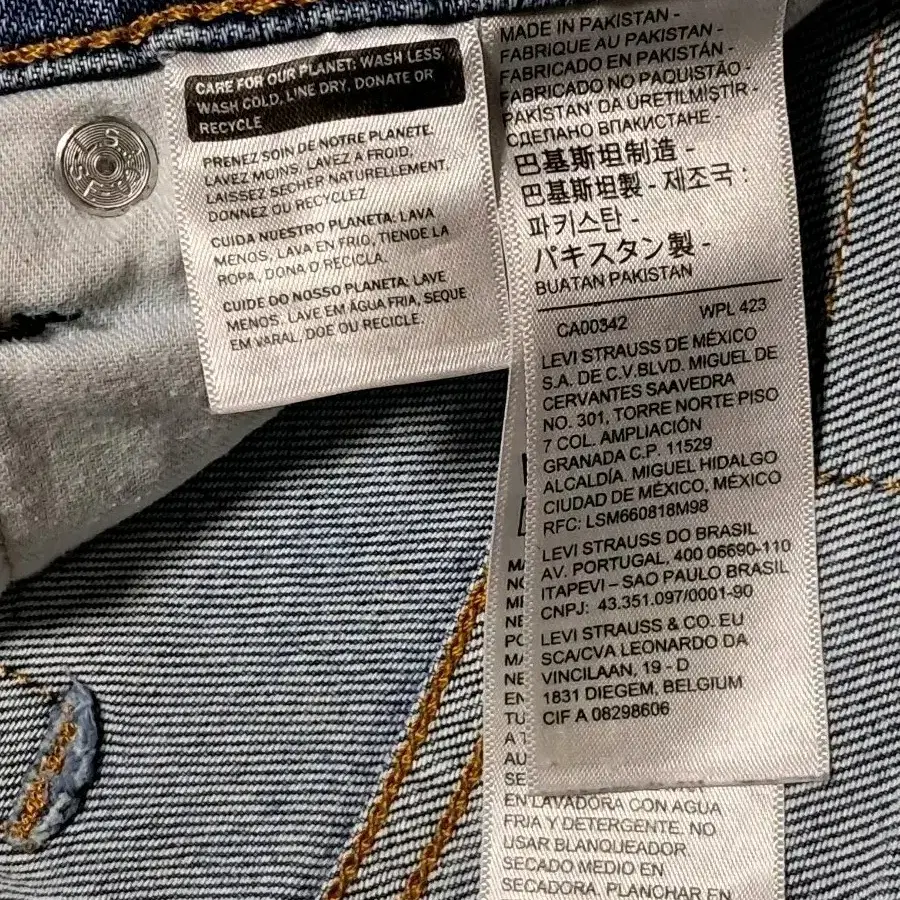 CARE FOR OUR PLANET: WASH LESS,
WASH COLD, LINE DRY, DONATE OR
RECYCLE
PRENEZ SOIN DE NOTRE PLANÈTE:
LAVEZ MOINS, LAVEZ A FROID,
LAISSEZ SECHER NATURELLEMENT,
DONNEZ OU RECYCLEZ
CUIDA NUESTRO PLANETA: LAVA
MENOS, LAVA EN FRIO, TIENDE LA
ROPA, DONA O RECICLA.
CUIDE DO NOSSO PLANETA: LAVE
MENOS, LAVE EM ÁGUA FRIA, SEQUE
EM VARAL, DOE OU RECICLE.
MADE IN PAKISTAN -
FABRIQUE AU PAKISTAN -
FABRICADO EN PAKISTÁN -
FABRICADO NO PAQUISTÃO -
PAKISTAN' DA ÜRETILMIŞTIR -
СДЕЛАНО ВПАКИСТАНЕ -
巴基斯坦制造 -
巴基斯坦製 - 제조국 :
파키스탄 -
パキスタン製 -
BUATAN PAKISTAN
CA00342 WPL 423
LEVI STRAUSS DE MÉXICO
S.A. DE C.V.BLVD. MIGUEL DE
CERVANTES SAAVEDRA
NO. 301, TORRE NORTE PISO
7 COL. AMPLIACIÓN
GRANADA C.P. 11529
ALCALDÍA. MIGUEL HIDALGO
CIUDAD DE MÉXICO, MÉXICO
RFC: LSM660818M98
LEVI STRAUSS DO BRASIL
AV. PORTUGAL, 400 06690-110
ITAPEVI – SAO PAULO BRASIL
CNPJ: 43.351.097/0001-90
LEVI STRAUSS & CO. EU
SCA/CVA LEONARDO DA
VINCILAAN, 19 - D
1831 DIEGEM, BELGIUM
CIF A 08298606
EN LAVADORA CON AGUA
FRIA Y DETERGENTE. NO
USAR BLANQUEADOR.
SECADO MEDIO EN
SECADORA. PLANCHAR EN